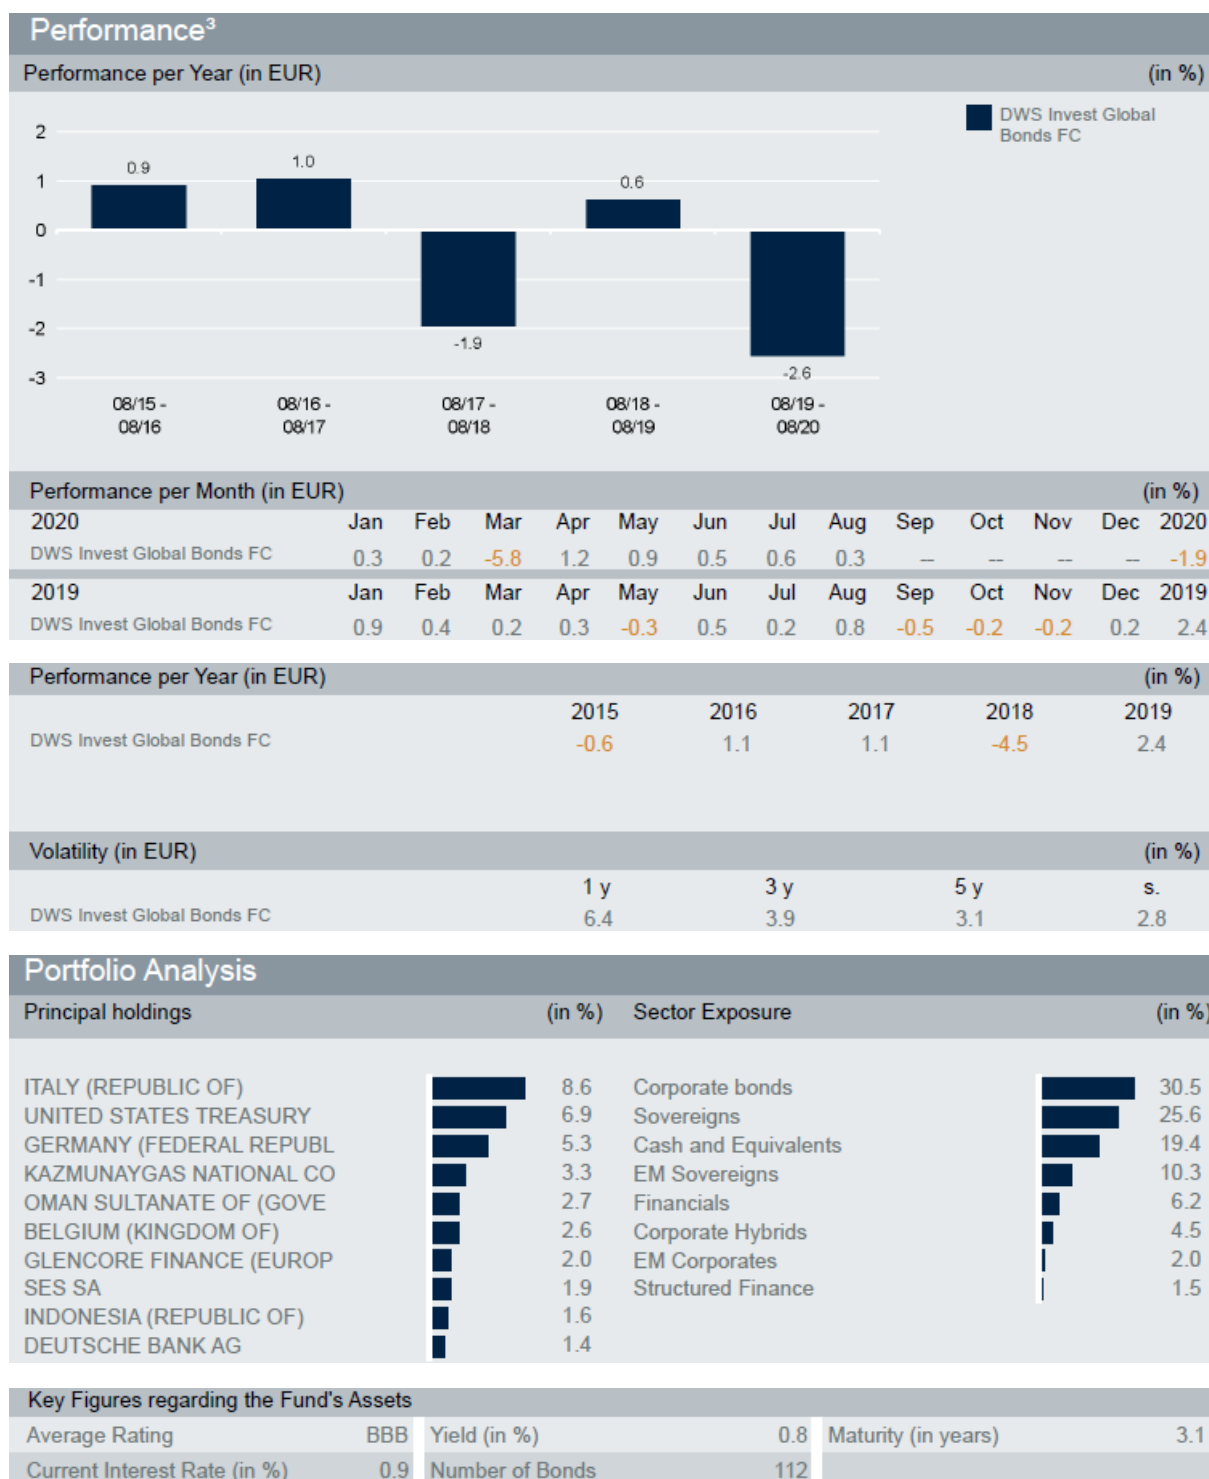 Performance³
Performance per Year (in EUR) (in %)
DWS Invest Global
Bonds FC
2
1
0
-1
-2
-3
0.9
1.0
-1.9
0.6
-2.6
08/15 - 08/16 - 08/17 - 08/18 - 08/19 -
08/16 08/17 08/18 08/19 08/20
Performance per Month (in EUR) (in %)
2020 Jan Feb Mar Apr May Jun Jul Aug Sep Oct Nov Dec 2020
DWS Invest Global Bonds FC 0.3 0.2 -5.8 1.2 0.9 0.5 0.6 0.3 -- -- -- -- -1.9
2019 Jan Feb Mar Apr May Jun Jul Aug Sep Oct Nov Dec 2019
DWS Invest Global Bonds FC 0.9 0.4 0.2 0.3 -0.3 0.5 0.2 0.8 -0.5 -0.2 -0.2 0.2 2.4
Performance per Year (in EUR) (in %)
2015 2016 2017 2018 2019
DWS Invest Global Bonds FC -0.6 1.1 1.1 -4.5 2.4
Volatility (in EUR) (in %)
1 y 3 y 5 y s.
DWS Invest Global Bonds FC 6.4 3.9 3.1 2.8
Portfolio Analysis
Principal holdings (in %)
ITALY (REPUBLIC OF) 8.6
UNITED STATES TREASURY 6.9
GERMANY (FEDERAL REPUBL 5.3
KAZMUNAYGAS NATIONAL CO 3.3
OMAN SULTANATE OF (GOVE 2.7
BELGIUM (KINGDOM OF) 2.6
GLENCORE FINANCE (EUROP 2.0
SES SA 1.9
INDONESIA (REPUBLIC OF) 1.6
DEUTSCHE BANK AG 1.4
Sector Exposure (in %)
Corporate bonds 30.5
Sovereigns 25.6
Cash and Equivalents 19.4
EM Sovereigns 10.3
Financials 6.2
Corporate Hybrids 4.5
EM Corporates 2.0
Structured Finance 1.5
Key Figures regarding the Fund's Assets
Average Rating BBB Yield (in %) 0.8 Maturity (in years) 3.1
Current Interest Rate (in %) 0.9 Number of Bonds 112